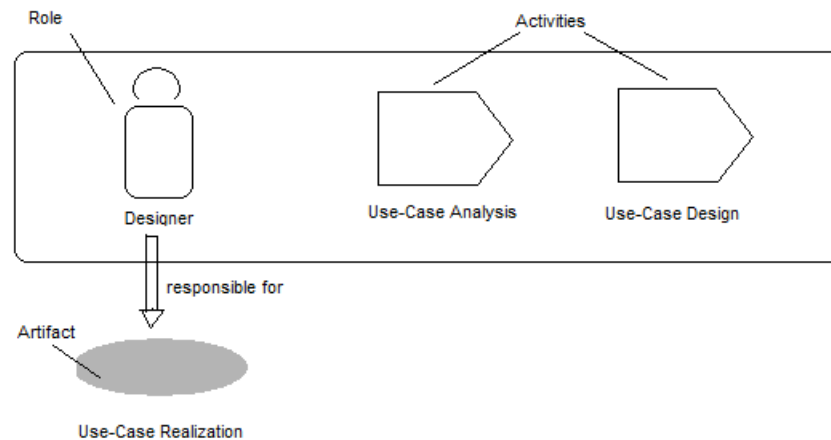 Role
Activities
Designer
Use-Case Analysis
Use-Case Design
responsible for
Artifact
Use-Case Realization